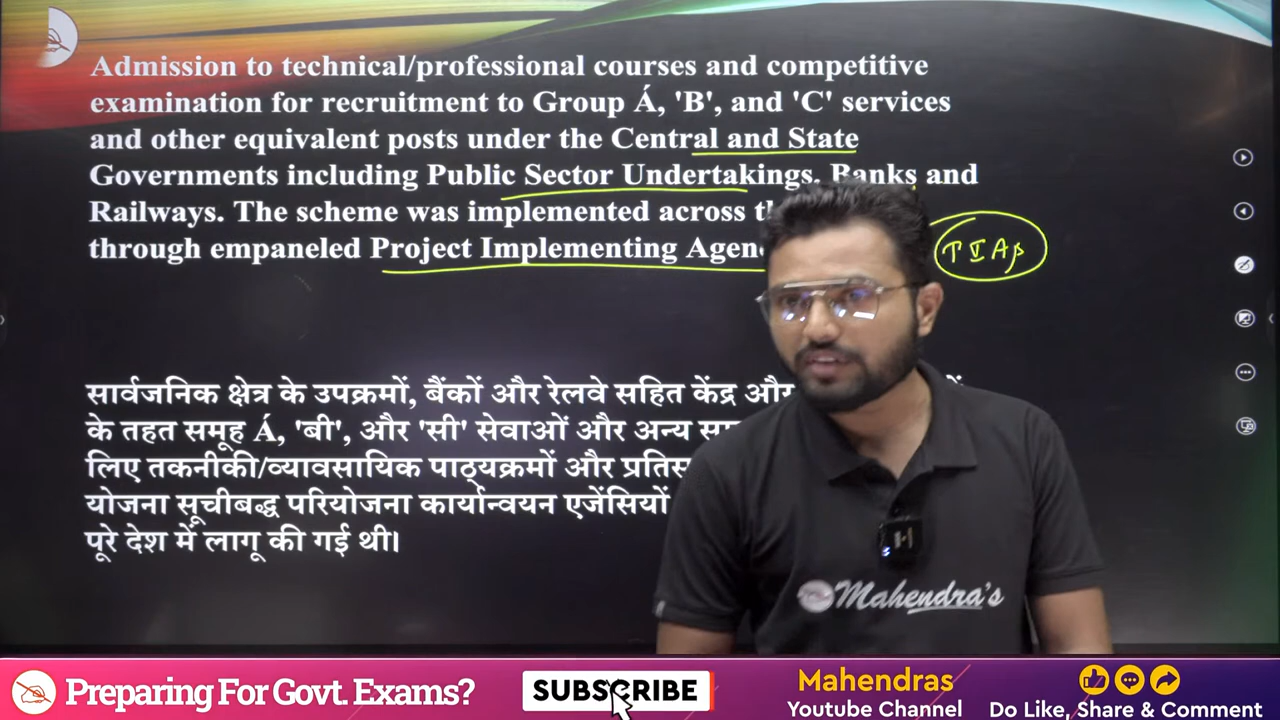 Admission to technical/professional courses and competitive
examination for recruitment to Group Á, 'B', and 'C' services
and other equivalent posts under the Central and State
Governments including Public Sector Undertakings. Banks and
Railways. The scheme was implemented across
through empaneled Project Implementing
सार्वजनिक क्षेत्र के उपक्रमों, बैंकों और रेलवे सहित केंद्र और
के तहत समूह Á, 'बी', और 'सी' सेवाओं और अन्य
लिए तकनीकी/व्यावसायिक पाठ्यक्रमों और
योजना सूचीबद्ध परियोजना कार्यान्वयन एजेंसियों
पूरे देश में लागू की गई थी।
Mahendra's
Preparing For Govt. Exams?
SUBSCRIBE
Mahendras
Youtube Channel
Do Like, Share & Comment